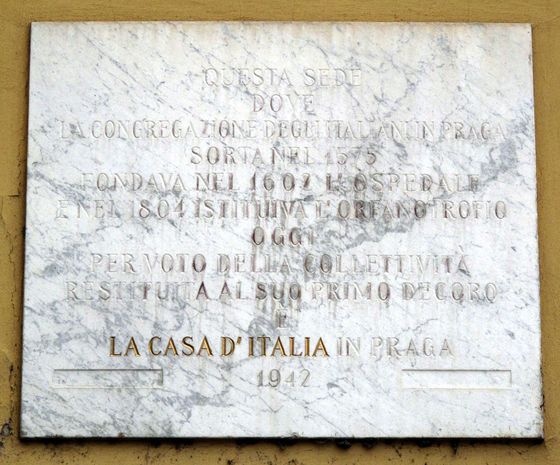 QUESTA SEDE
DOVE
LA CONGREGAZIONE DEGLI ITALIANI IN PRAGA
SORTA NEL 1575
FONDAVA NEL 1602 L'OSPEDALE
E NEL 1804 ISTITUIVA L'ORFANOTROFIO
OGGI
PER VOTO DELLA COLLETTIVITÀ
RESTITUITA AL SUO PRIMO DECORO
È
LA CASA D'ITALIA IN PRAGA
1942